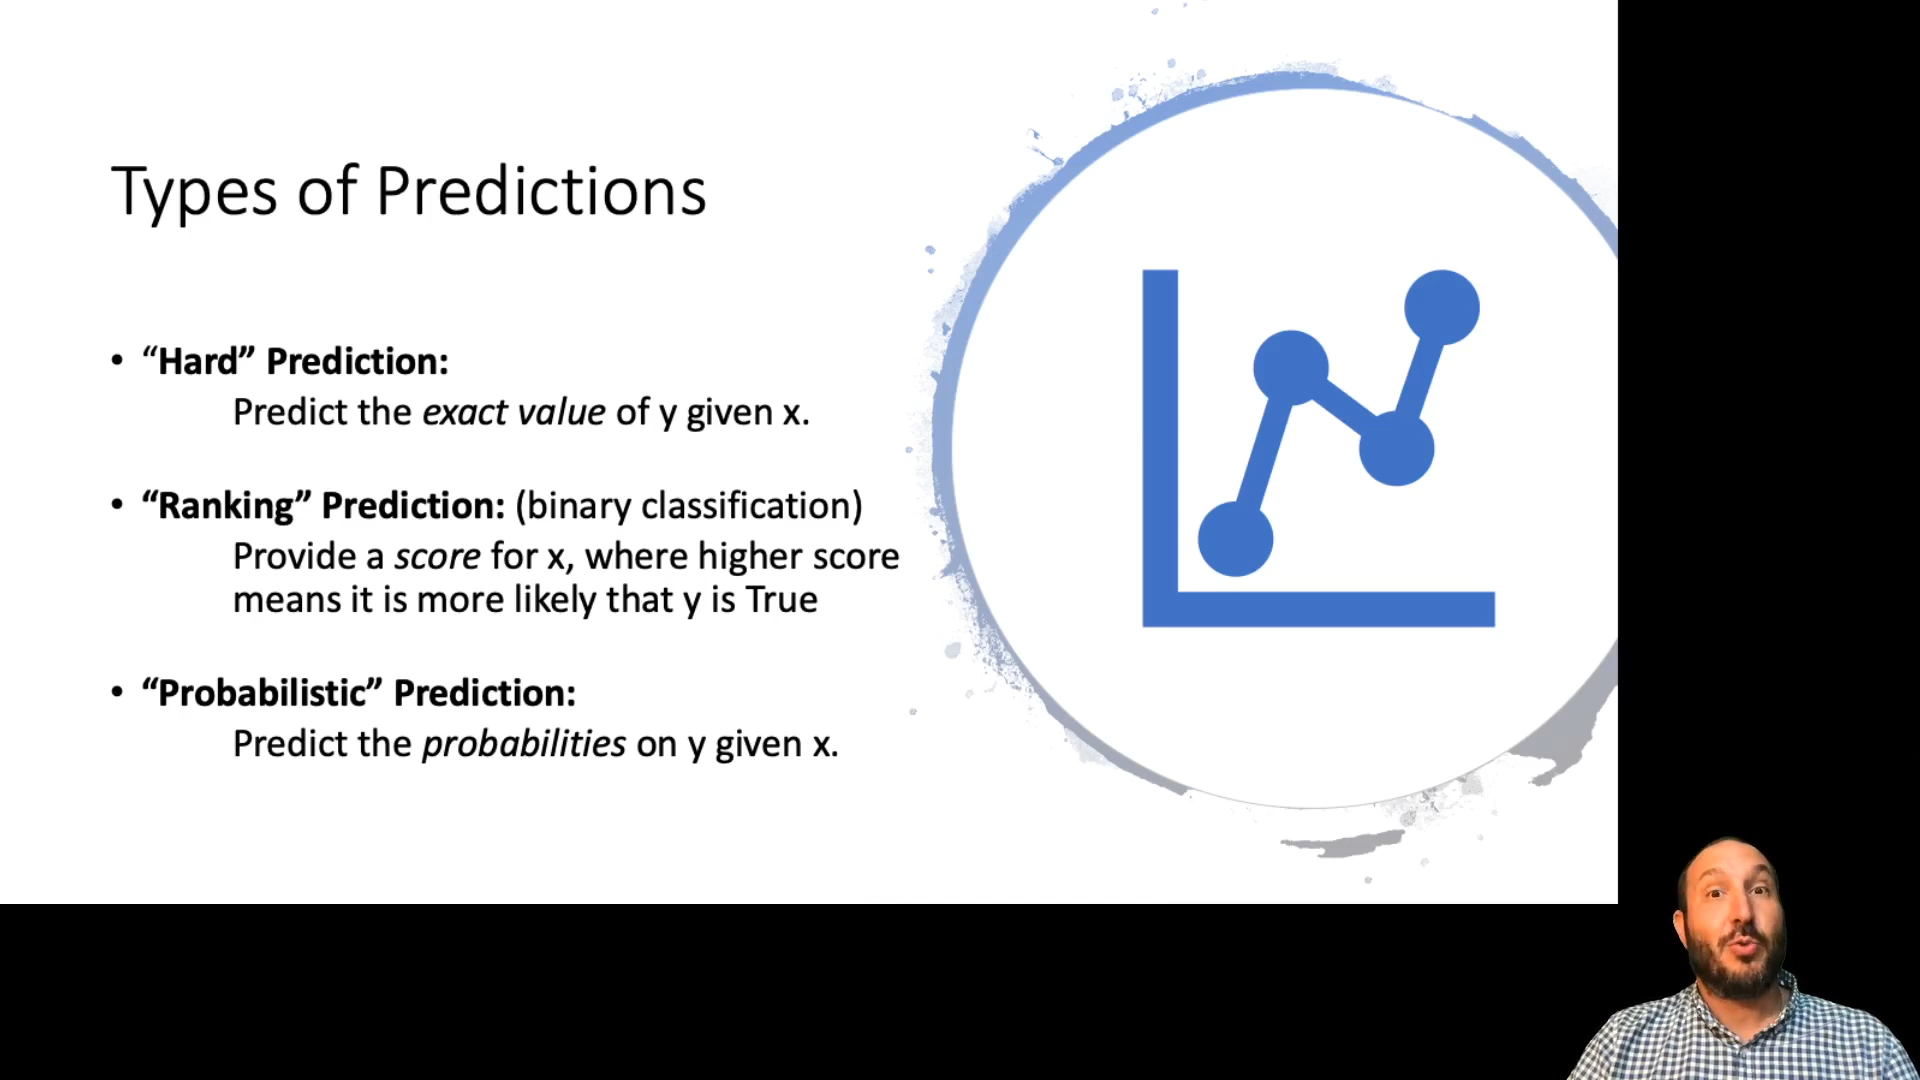 Types of Predictions
• “Hard” Prediction:
Predict the exact value of y given x.
• “Ranking” Prediction: (binary classification)
Provide a score for x, where higher score
means it is more likely that y is True
• “Probabilistic” Prediction:
Predict the probabilities on y given x.